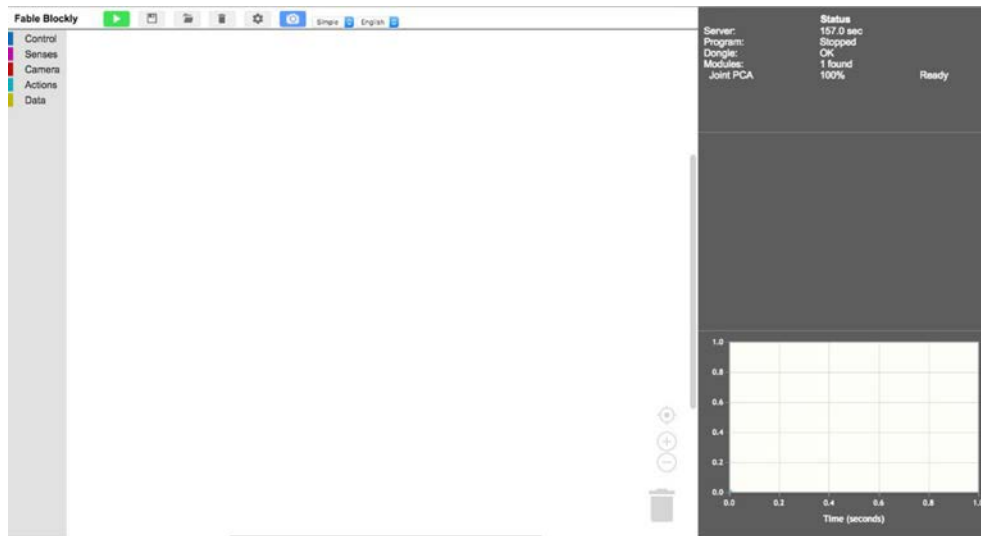 Fable Blockly
Simple English
Control
Senses
Camera
Actions
Data
Status
Server: 157.0 sec
Program: Stopped
Dongle: OK
Modules: 1 found
Joint PCA 100% Ready
1.0
0.8
0.6
0.4
0.2
0.0
0.0 0.2 0.4 0.6 0.8 1.0
Time (seconds)